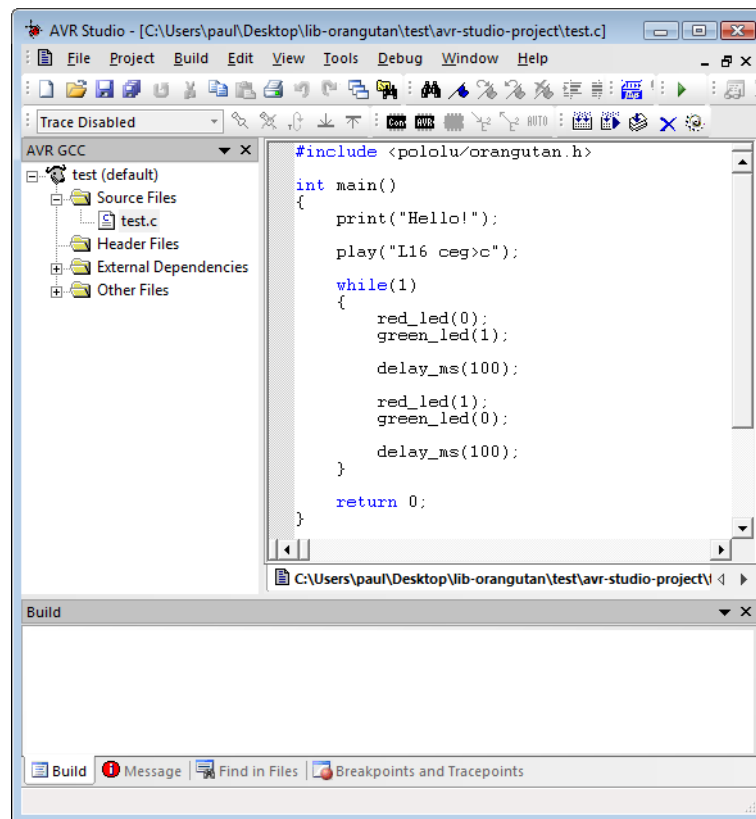 AVR Studio - [C:\Users\paul\Desktop\lib-orangutan\test\avr-studio-project\test.c]
File Project Build Edit View Tools Debug Window Help
Trace Disabled
Con AVR AUTO
AVR GCC
test (default)
Source Files
test.c
Header Files
External Dependencies
Other Files
#include <pololu/orangutan.h>
int main()
{
print("Hello!");
play("L16 ceg>c");
while(1)
{
red_led(0);
green_led(1);
delay_ms(100);
red_led(1);
green_led(0);
delay_ms(100);
}
return 0;
}
C:\Users\paul\Desktop\lib-orangutan\test\avr-studio-project\t
Build
Build Message Find in Files Breakpoints and Tracepoints